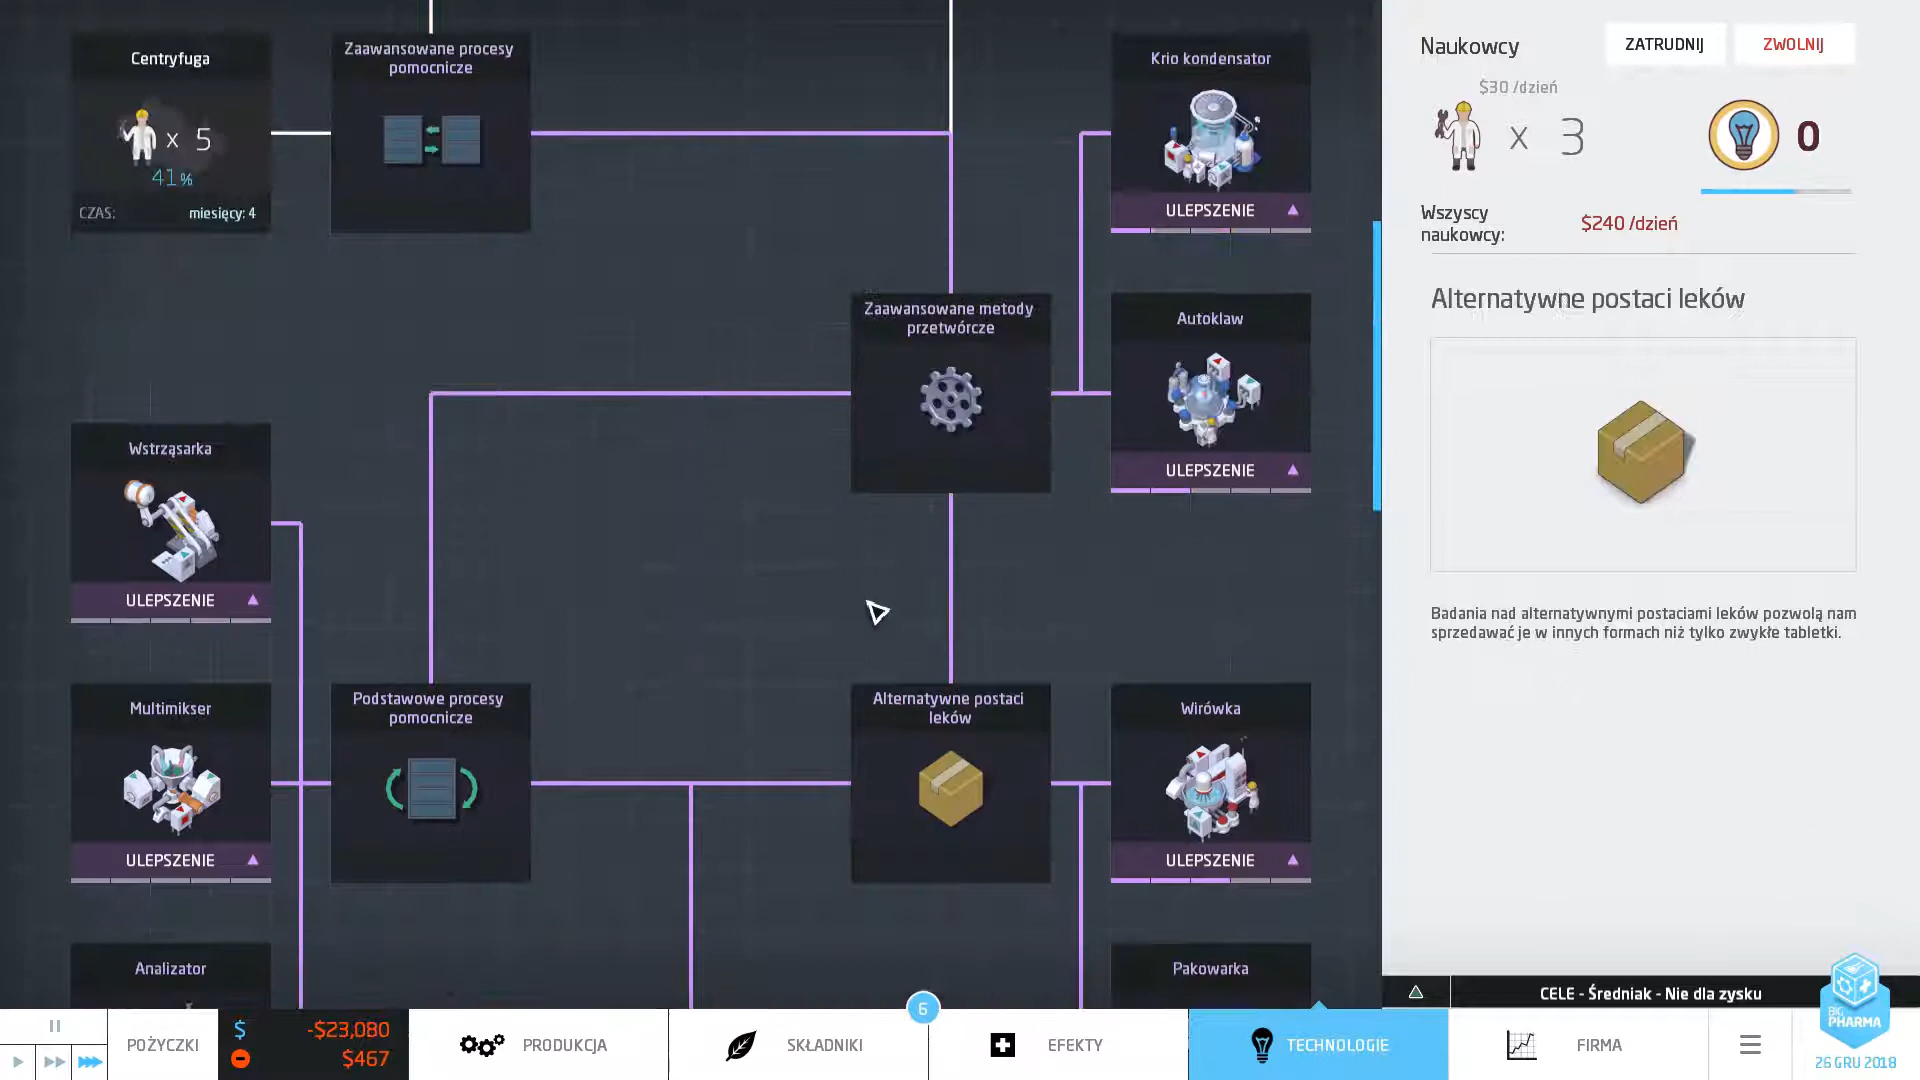 Centryfuga
x 5
41%
CZAS:
miesięcy: 4
Zaawansowane procesy
pomocnicze
Krio kondensator
ULEPSZENIE
Zaawansowane metody
przetwórcze
Autoklaw
ULEPSZENIE
Wstrząsarka
ULEPSZENIE
Multimikser
ULEPSZENIE
Podstawowe procesy
pomocnicze
Alternatywne postaci
leków
Wirówka
ULEPSZENIE
Analizator
Pakowarka
Naukowcy
ZATRUDNIJ
ZWOLNIJ
$30 /dzień
x 3
0
Wszyscy
naukowcy:
$240 /dzień
Alternatywne postaci leków
Badania nad alternatywnymi postaciami leków pozwolą nam
sprzedawać je w innych formach niż tylko zwykłe tabletki.
CELE - Średniak - Nie dla zysku
POŻYCZKI
$
-$23,080
$467
PRODUKCJA
SKŁADNIKI
6
EFEKTY
TECHNOLOGIE
FIRMA
BIG
PHARMA
26 GRU 2018